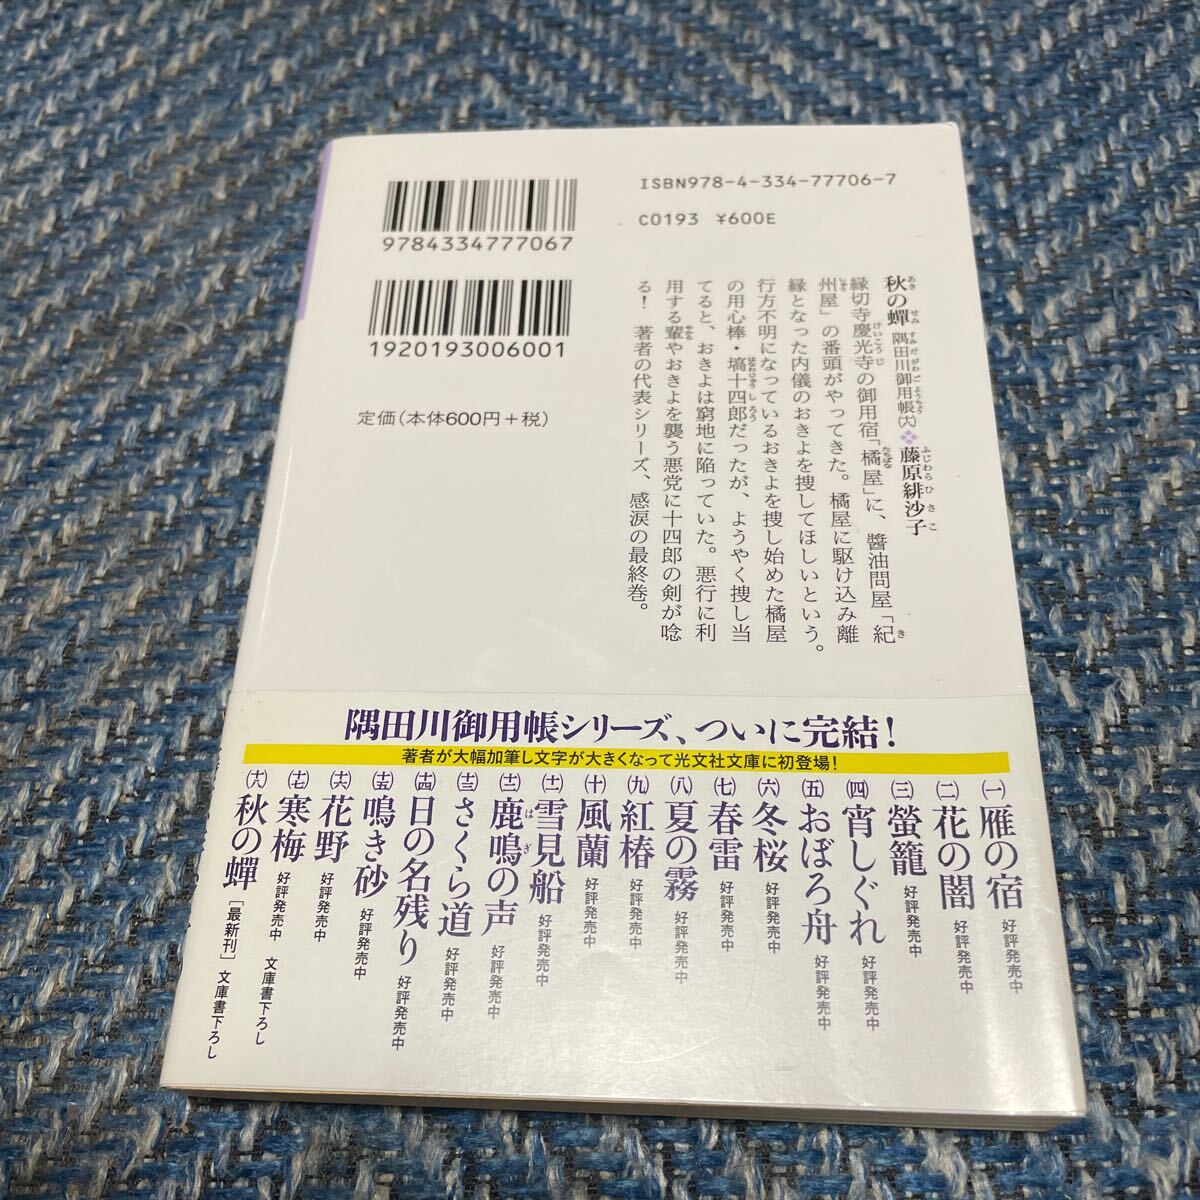 ISBN978-4-334-77706-7
C0193 ¥600E
9784334777067
1920193006001
定価(本体600円+税)
秋の蟬 隅田川御用帳(六) 藤原緋沙子
縁切寺慶光寺の御用宿「橘屋」に、醬油問屋「紀
州屋」の番頭がやってきた。橘屋に駆け込み離
縁となった内儀のおきよを捜してほしいという。
行方不明になっているおきよを捜し始めた橘屋
の用心棒・塙十四郎だったが、ようやく捜し当
てると、おきよは窮地に陥っていた。悪行に利
用する輩やおきよを襲う悪党に十四郎の剣が唸
る! 著者の代表シリーズ、感涙の最終巻。
隅田川御用帳シリーズ、ついに完結!
著者が大幅加筆し文字が大きくなって光文社文庫に初登場!
(一)雁の宿 好評発売中
(二)花の闇 好評発売中
(三)螢籠 好評発売中
(四)宵しぐれ 好評発売中
(五)おぼろ舟 好評発売中
(六)冬桜 好評発売中
(七)春雷 好評発売中
(八)夏の霧 好評発売中
(九)紅椿 好評発売中
(十)風蘭 好評発売中
(十一)雪見船 好評発売中
(十二)鹿鳴の声 好評発売中
(十三)さくら道 好評発売中
(十四)日の名残り 好評発売中
(十五)鳴き砂 好評発売中
(十六)花野 好評発売中
(十七)寒梅 好評発売中 文庫書下ろし
(十八)秋の蟬 [最新刊] 文庫書下ろし